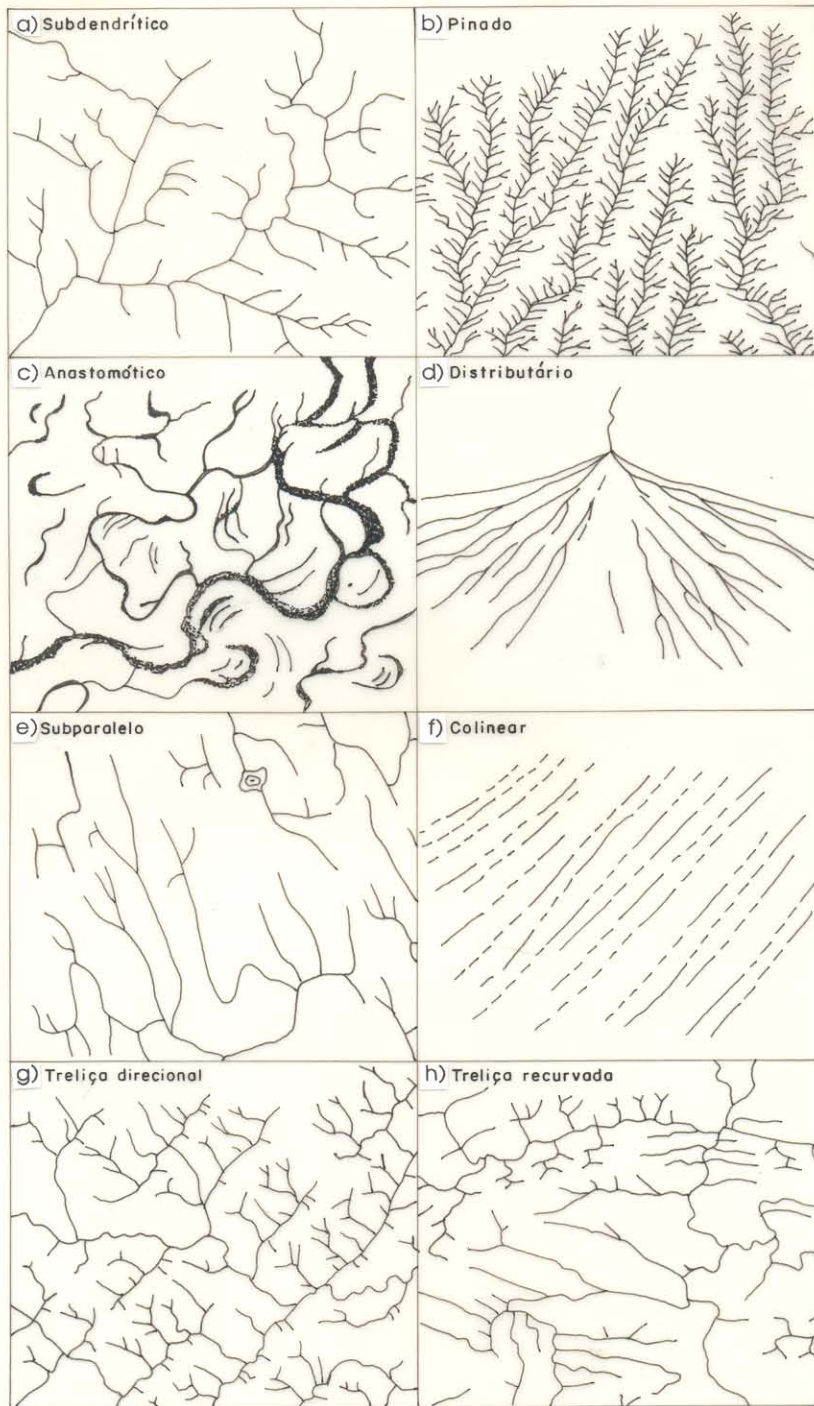 a) Subdendrítico
b) Pinado
c) Anastomótico
d) Distributário
e) Subparalelo
f) Colinear
g) Treliça direcional
h) Treliça recurvada